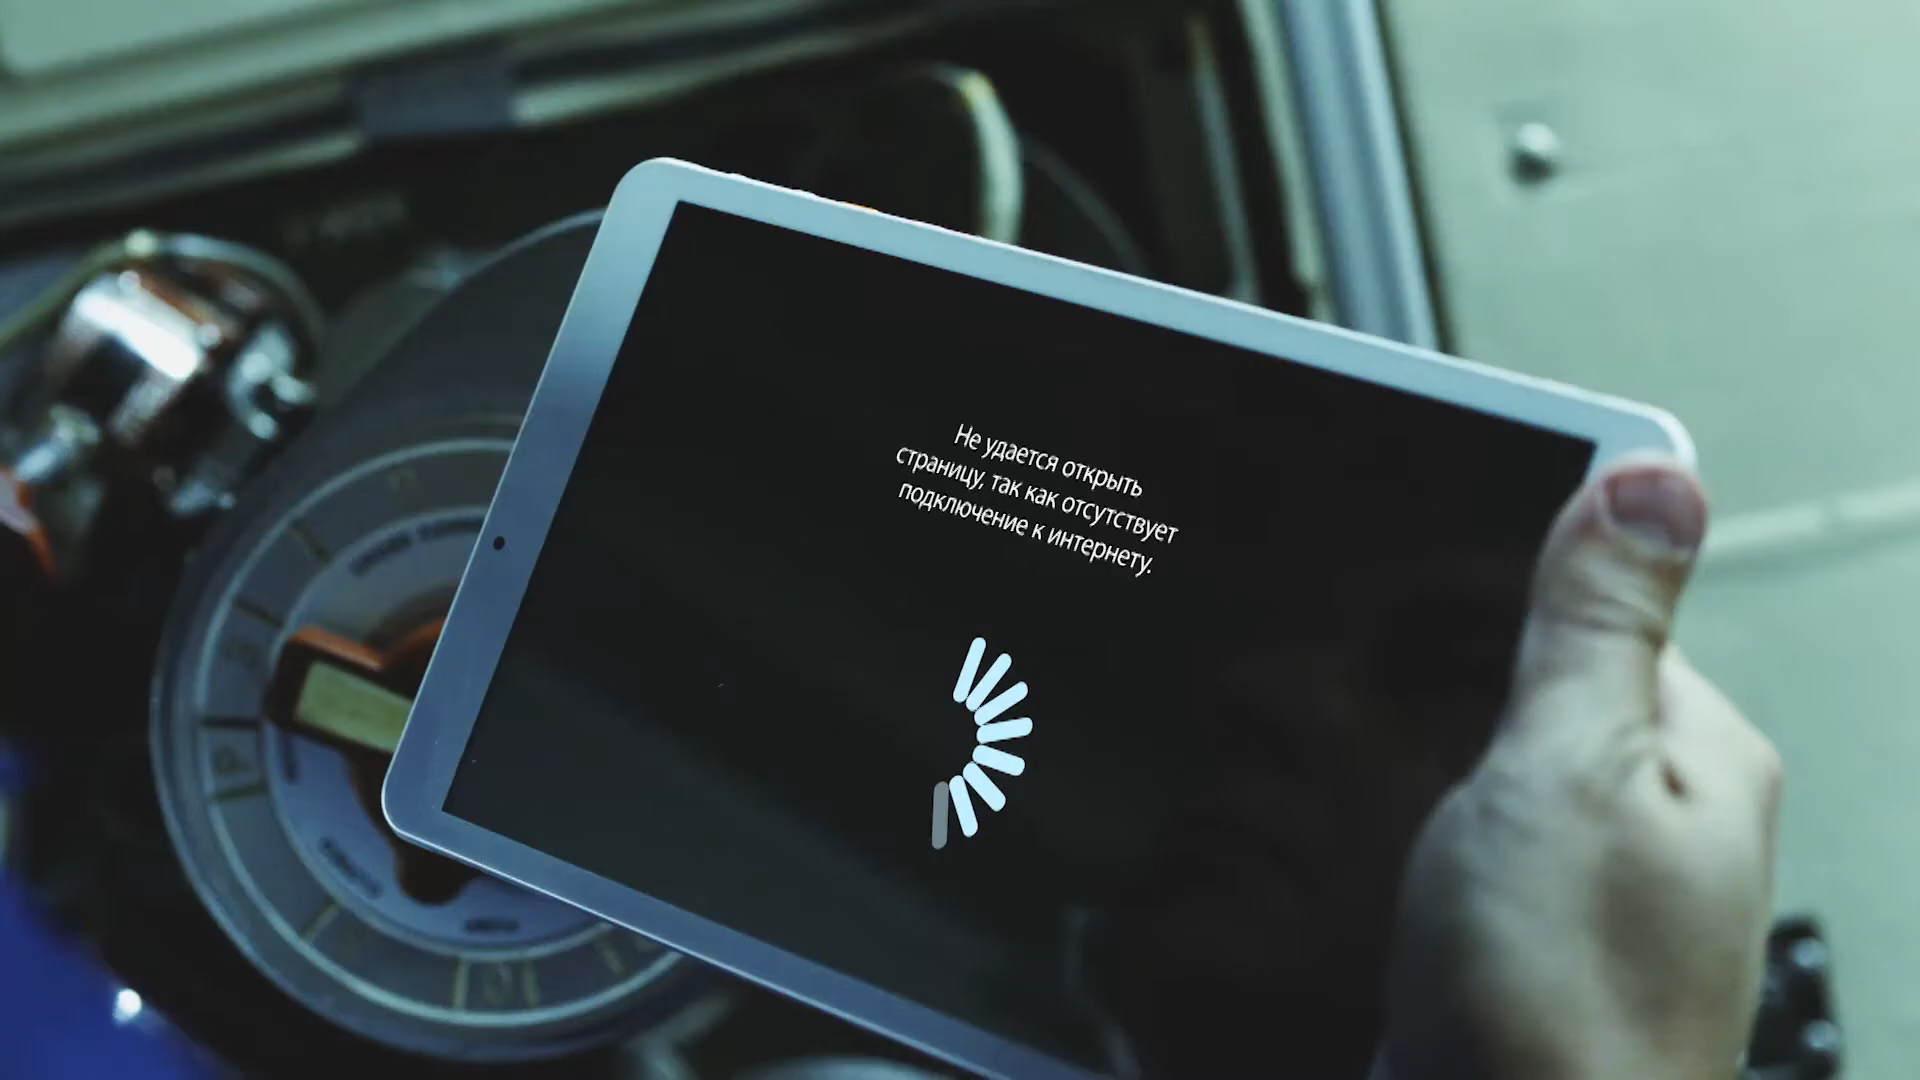 Не удается открыть
страницу, так как отсутствует
подключение к интернету.